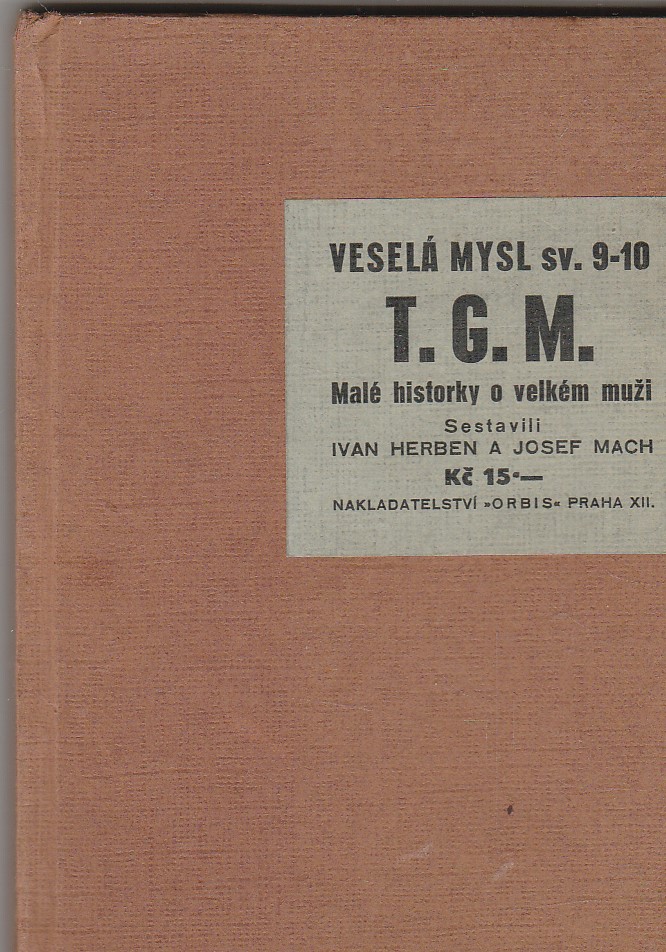 VESELÁ MYSL sv. 9-10
T. G. M.
Malé historky o velkém muži
Sestavili
IVAN HERBEN A JOSEF MACH
Kč 15·—
NAKLADATELSTVÍ »ORBIS« PRAHA XII.